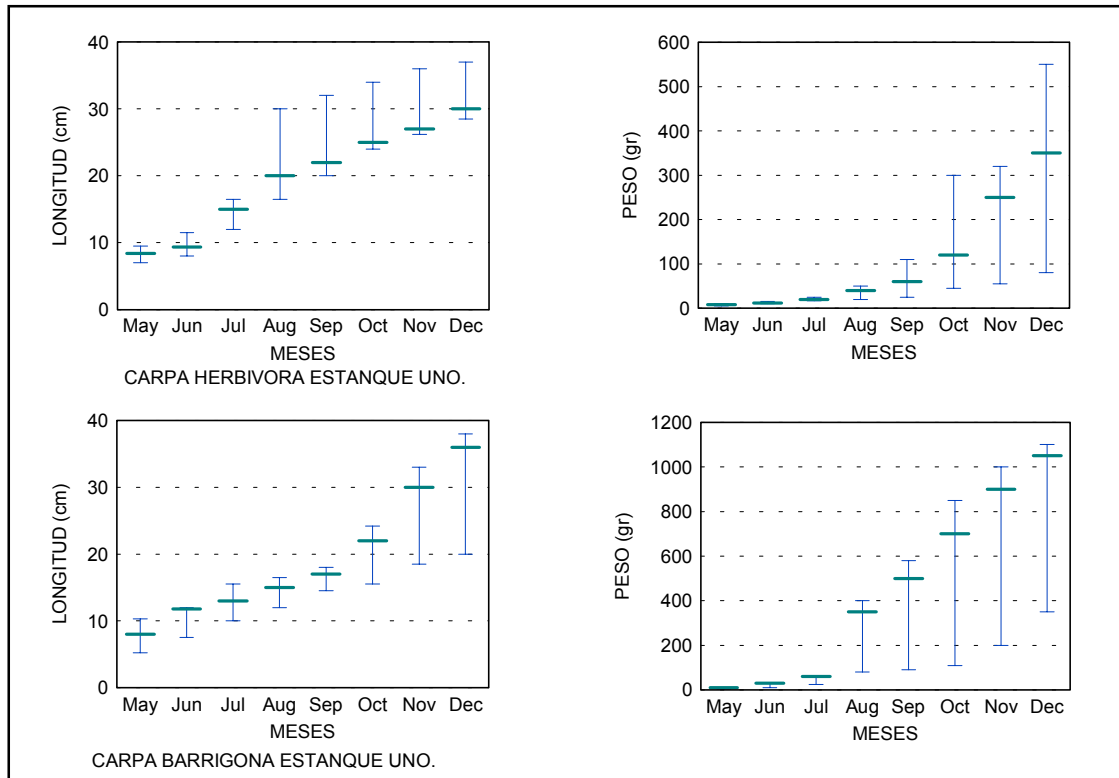 40
30
20
10
0
LONGITUD (cm)
May Jun Jul Aug Sep Oct Nov Dec
MESES
CARPA HERBIVORA ESTANQUE UNO.
600
500
400
300
200
100
0
PESO (gr)
May Jun Jul Aug Sep Oct Nov Dec
MESES
40
30
20
10
0
LONGITUD (cm)
May Jun Jul Aug Sep Oct Nov Dec
MESES
CARPA BARRIGONA ESTANQUE UNO.
1200
1000
800
600
400
200
0
PESO (gr)
May Jun Jul Aug Sep Oct Nov Dec
MESES